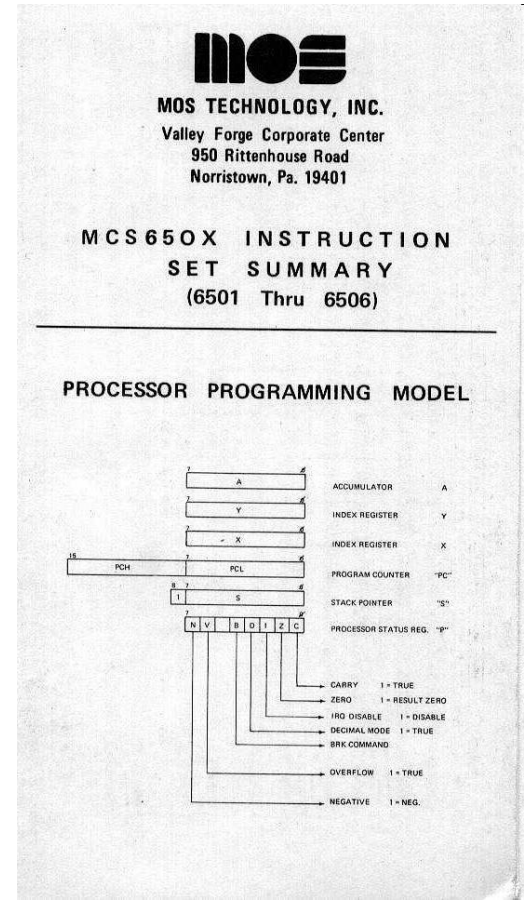 mos
MOS TECHNOLOGY, INC.
Valley Forge Corporate Center
950 Rittenhouse Road
Norristown, Pa. 19401
MCS650X INSTRUCTION
SET SUMMARY
(6501 Thru 6506)
PROCESSOR PROGRAMMING MODEL
7 0
A ACCUMULATOR A
7 0
Y INDEX REGISTER Y
7 0
X INDEX REGISTER X
15 7 0
PCH PCL PROGRAM COUNTER "PC"
8 7 0
1 S STACK POINTER "S"
7 0
N V B D I Z C PROCESSOR STATUS REG. "P"
CARRY 1 = TRUE
ZERO 1 = RESULT ZERO
IRQ DISABLE 1 = DISABLE
DECIMAL MODE 1 = TRUE
BRK COMMAND
OVERFLOW 1 = TRUE
NEGATIVE 1 = NEG.